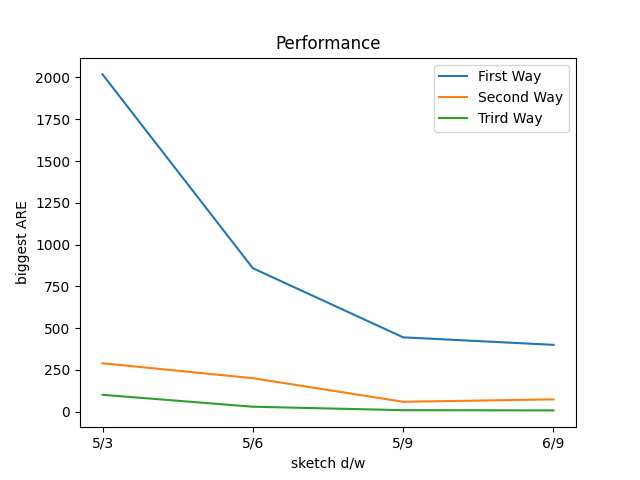 Performance
First Way
Second Way
Trird Way
biggest ARE
2000
1750
1500
1250
1000
750
500
250
0
5/3
5/6
5/9
6/9
sketch d/w